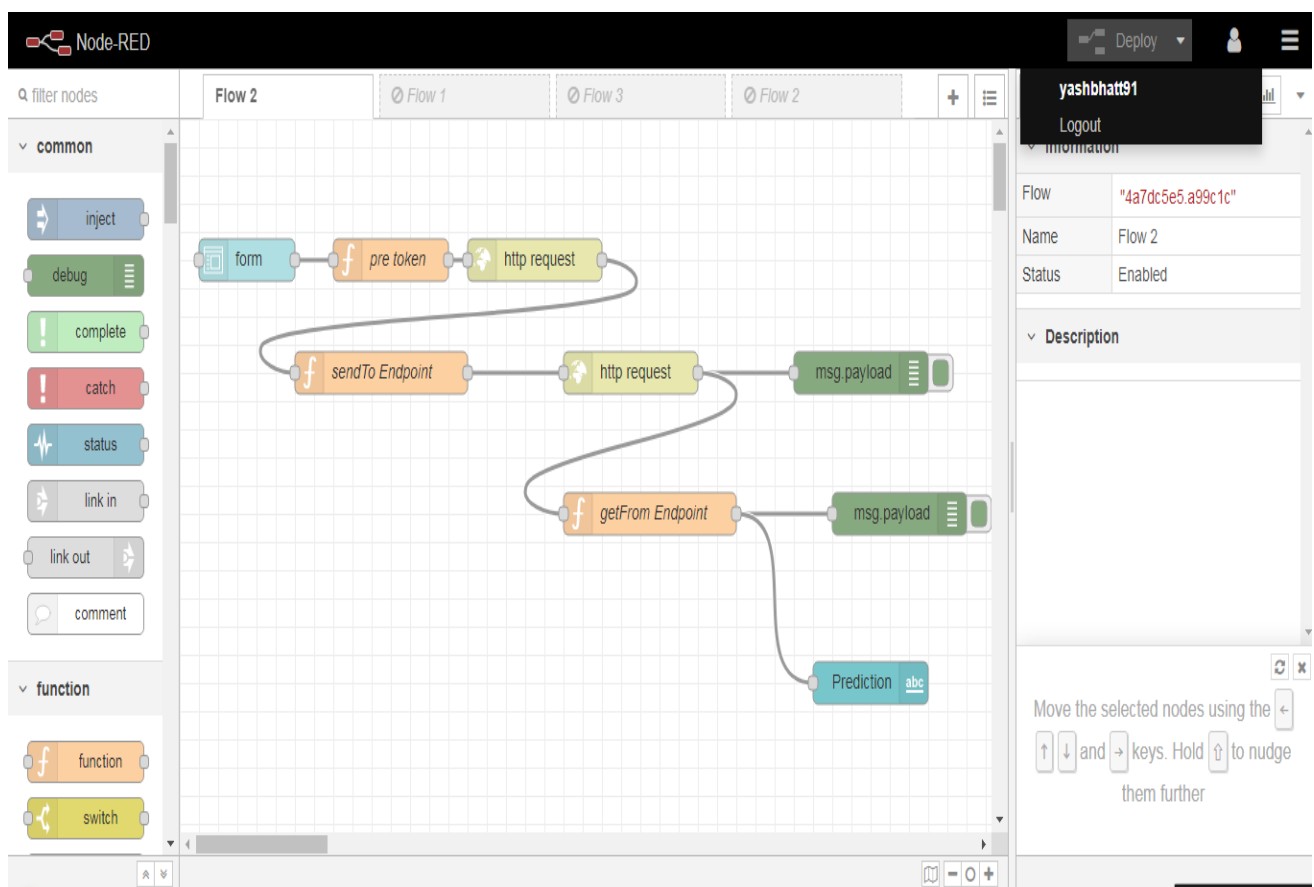 Node-RED
Deploy
filter nodes
Flow 2
Flow 1
Flow 3
Flow 2
yashbhatt91
Logout
common
inject
debug
complete
catch
status
link in
link out
comment
function
function
switch
form
pre token
http request
sendTo Endpoint
http request
msg.payload
getFrom Endpoint
msg.payload
Prediction
abc
Information
Flow
"4a7dc5e5.a99c1c"
Name
Flow 2
Status
Enabled
Description
Move the selected nodes using the ←
↑ ↓ and → keys. Hold ⇧ to nudge
them further